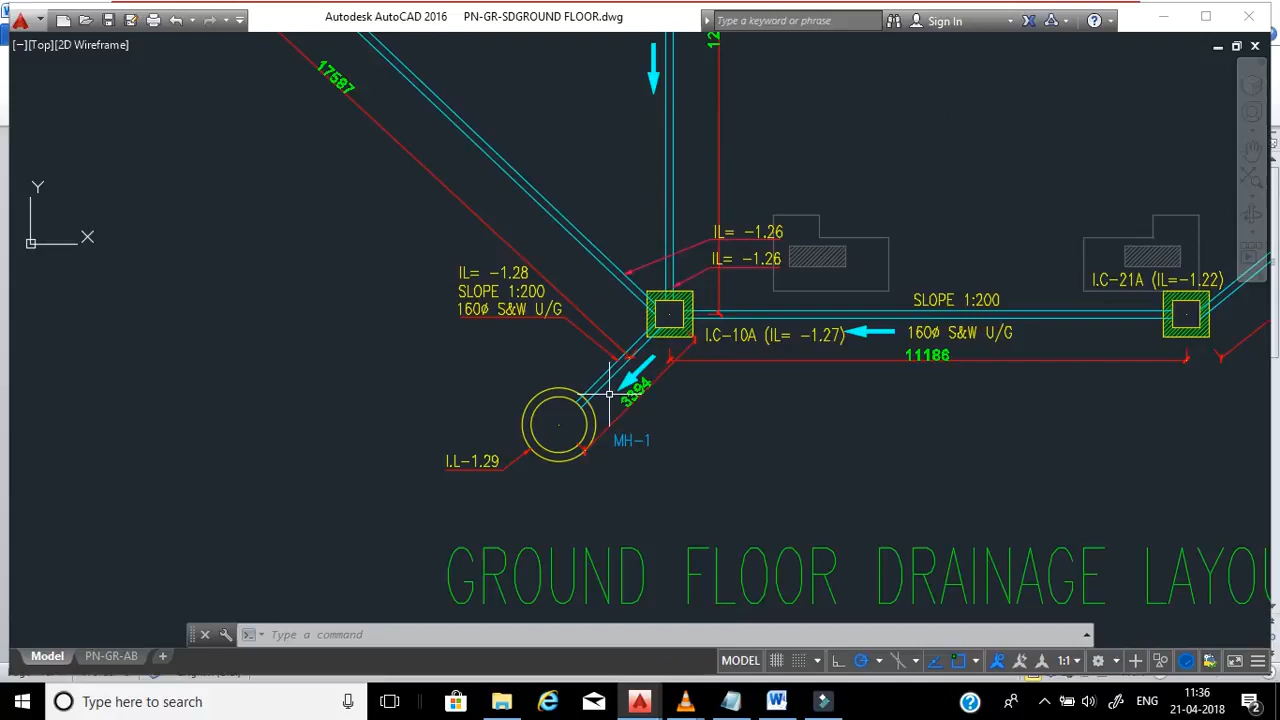 Autodesk AutoCAD 2016 PN-GR-SDGROUND FLOOR.dwg
Type a keyword or phrase
Sign In
[−][Top][2D Wireframe]
17587
12
Y
X
IL= -1.26
IL= -1.26
IL= -1.28
SLOPE 1:200
160ø S&W U/G
I.C-21A (IL=-1.22)
SLOPE 1:200
I.C-10A (IL= -1.27)
160ø S&W U/G
11186
3394
MH-1
I.L-1.29
GROUND FLOOR DRAINAGE LAYOU
Type a command
Model
PN-GR-AB
MODEL
1:1
Type here to search
ENG
11:36
21-04-2018
2